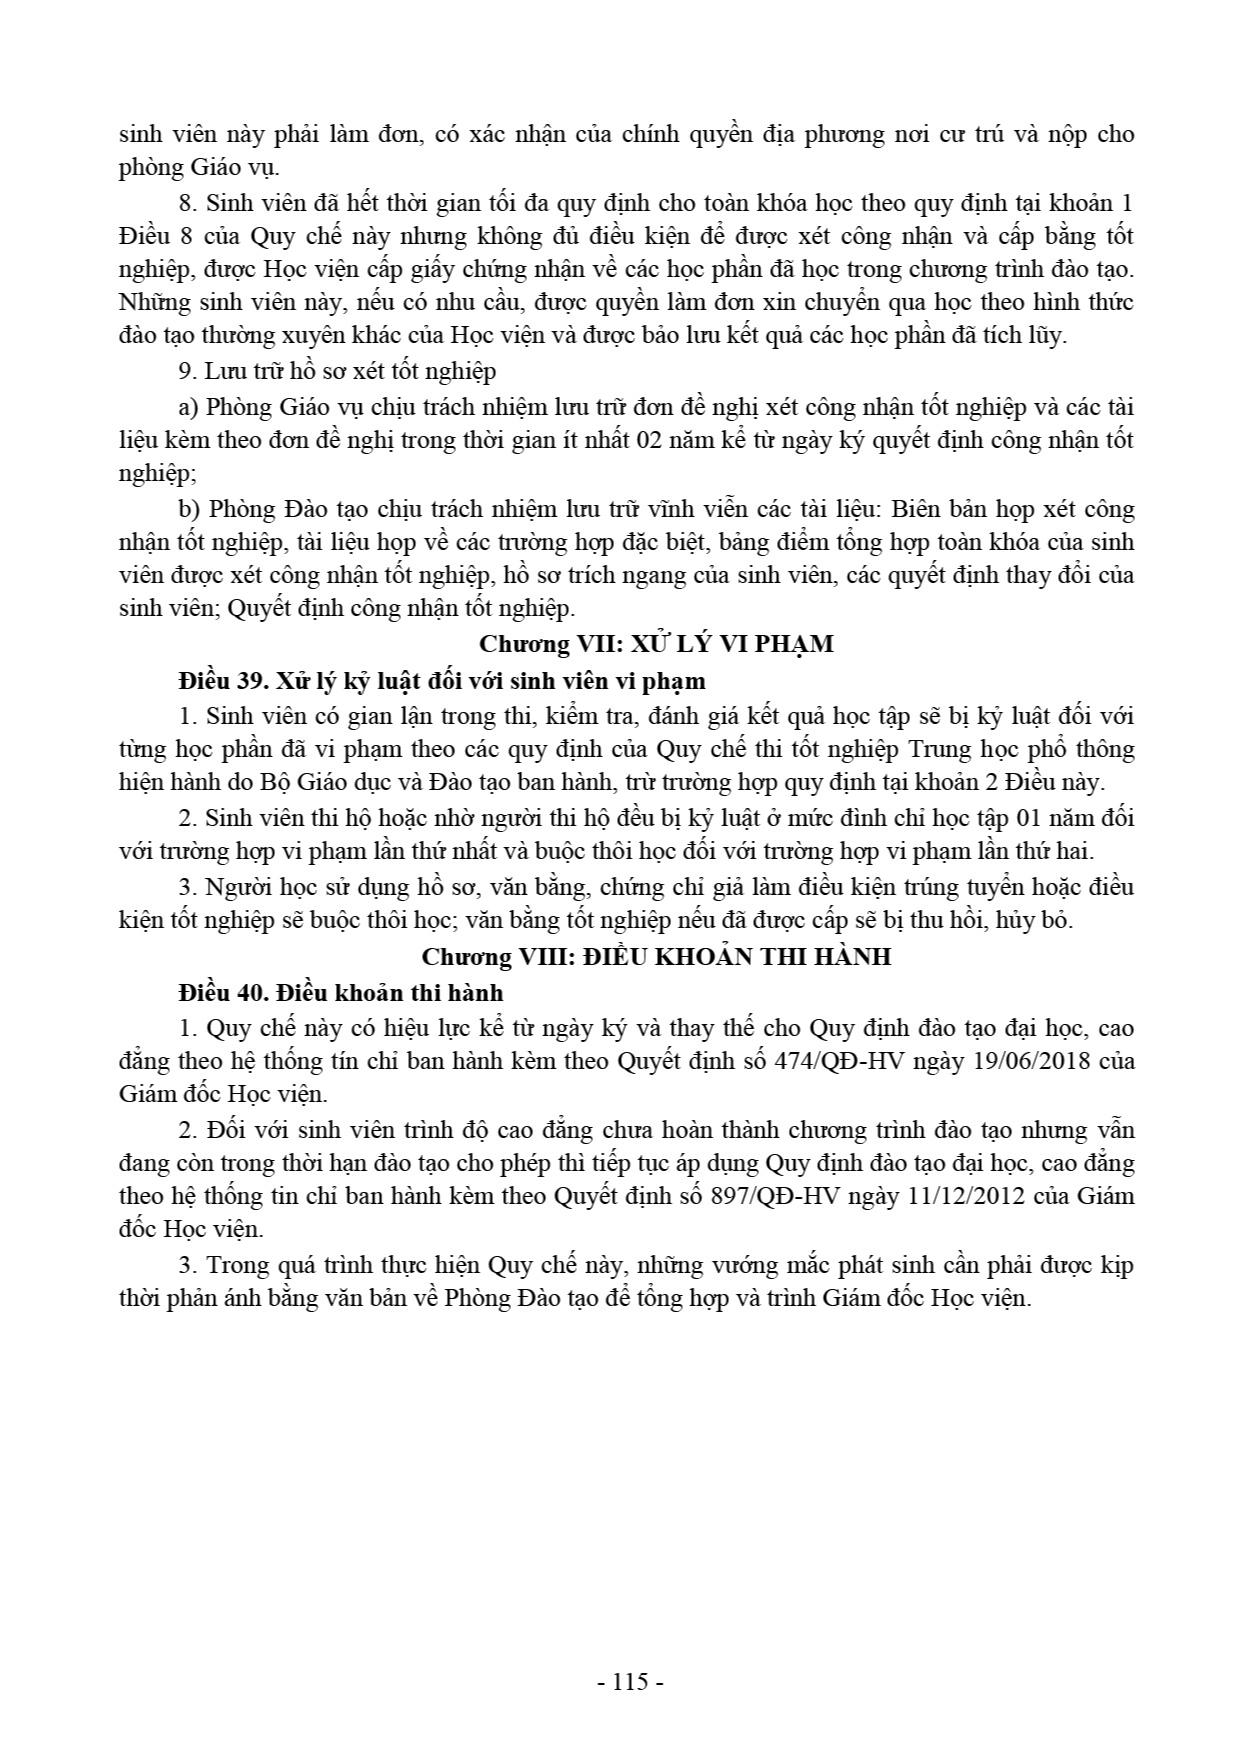 sinh viên này phải làm đơn, có xác nhận của chính quyền địa phương nơi cư trú và nộp cho
phòng Giáo vụ.
8. Sinh viên đã hết thời gian tối đa quy định cho toàn khóa học theo quy định tại khoản 1
Điều 8 của Quy chế này nhưng không đủ điều kiện để được xét công nhận và cấp bằng tốt
nghiệp, được Học viện cấp giấy chứng nhận về các học phần đã học trong chương trình đào tạo.
Những sinh viên này, nếu có nhu cầu, được quyền làm đơn xin chuyển qua học theo hình thức
đào tạo thường xuyên khác của Học viện và được bảo lưu kết quả các học phần đã tích lũy.
9. Lưu trữ hồ sơ xét tốt nghiệp
a) Phòng Giáo vụ chịu trách nhiệm lưu trữ đơn đề nghị xét công nhận tốt nghiệp và các tài
liệu kèm theo đơn đề nghị trong thời gian ít nhất 02 năm kể từ ngày ký quyết định công nhận tốt
nghiệp;
b) Phòng Đào tạo chịu trách nhiệm lưu trữ vĩnh viễn các tài liệu: Biên bản họp xét công
nhận tốt nghiệp, tài liệu họp về các trường hợp đặc biệt, bảng điểm tổng hợp toàn khóa của sinh
viên được xét công nhận tốt nghiệp, hồ sơ trích ngang của sinh viên, các quyết định thay đổi của
sinh viên; Quyết định công nhận tốt nghiệp.
Chương VII: XỬ LÝ VI PHẠM
Điều 39. Xử lý kỷ luật đối với sinh viên vi phạm
1. Sinh viên có gian lận trong thi, kiểm tra, đánh giá kết quả học tập sẽ bị kỷ luật đối với
từng học phần đã vi phạm theo các quy định của Quy chế thi tốt nghiệp Trung học phổ thông
hiện hành do Bộ Giáo dục và Đào tạo ban hành, trừ trường hợp quy định tại khoản 2 Điều này.
2. Sinh viên thi hộ hoặc nhờ người thi hộ đều bị kỷ luật ở mức đình chỉ học tập 01 năm đối
với trường hợp vi phạm lần thứ nhất và buộc thôi học đối với trường hợp vi phạm lần thứ hai.
3. Người học sử dụng hồ sơ, văn bằng, chứng chỉ giả làm điều kiện trúng tuyển hoặc điều
kiện tốt nghiệp sẽ buộc thôi học; văn bằng tốt nghiệp nếu đã được cấp sẽ bị thu hồi, hủy bỏ.
Chương VIII: ĐIỀU KHOẢN THI HÀNH
Điều 40. Điều khoản thi hành
1. Quy chế này có hiệu lực kể từ ngày ký và thay thế cho Quy định đào tạo đại học, cao
đẳng theo hệ thống tín chỉ ban hành kèm theo Quyết định số 474/QĐ-HV ngày 19/06/2018 của
Giám đốc Học viện.
2. Đối với sinh viên trình độ cao đẳng chưa hoàn thành chương trình đào tạo nhưng vẫn
đang còn trong thời hạn đào tạo cho phép thì tiếp tục áp dụng Quy định đào tạo đại học, cao đẳng
theo hệ thống tin chỉ ban hành kèm theo Quyết định số 897/QĐ-HV ngày 11/12/2012 của Giám
đốc Học viện.
3. Trong quá trình thực hiện Quy chế này, những vướng mắc phát sinh cần phải được kịp
thời phản ánh bằng văn bản về Phòng Đào tạo để tổng hợp và trình Giám đốc Học viện.
- 115 -